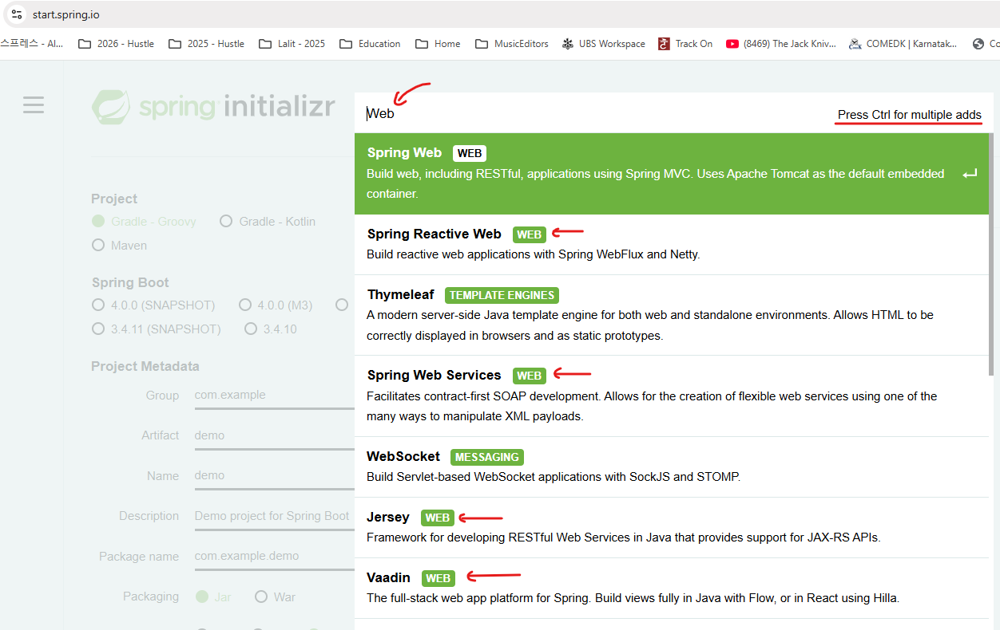 start.spring.io
스프레스 - Al...
2026 - Hustle
2025 - Hustle
Lalit - 2025
Education
Home
MusicEditors
UBS Workspace
Track On
(8469) The Jack Kniv...
COMEDK | Karnatak...
Co
spring initializr
Web
Press Ctrl for multiple adds
Spring Web WEB
Build web, including RESTful, applications using Spring MVC. Uses Apache Tomcat as the default embedded
container.
Project
Gradle - Groovy
Gradle - Kotlin
Maven
Spring Reactive Web WEB
Build reactive web applications with Spring WebFlux and Netty.
Spring Boot
4.0.0 (SNAPSHOT)
4.0.0 (M3)
3.4.11 (SNAPSHOT)
3.4.10
Thymeleaf TEMPLATE ENGINES
A modern server-side Java template engine for both web and standalone environments. Allows HTML to be
correctly displayed in browsers and as static prototypes.
Project Metadata
Group com.example
Artifact demo
Name demo
Description Demo project for Spring Boot
Package name com.example.demo
Packaging Jar War
Spring Web Services WEB
Facilitates contract-first SOAP development. Allows for the creation of flexible web services using one of the
many ways to manipulate XML payloads.
WebSocket MESSAGING
Build Servlet-based WebSocket applications with SockJS and STOMP.
Jersey WEB
Framework for developing RESTful Web Services in Java that provides support for JAX-RS APIs.
Vaadin WEB
The full-stack web app platform for Spring. Build views fully in Java with Flow, or in React using Hilla.